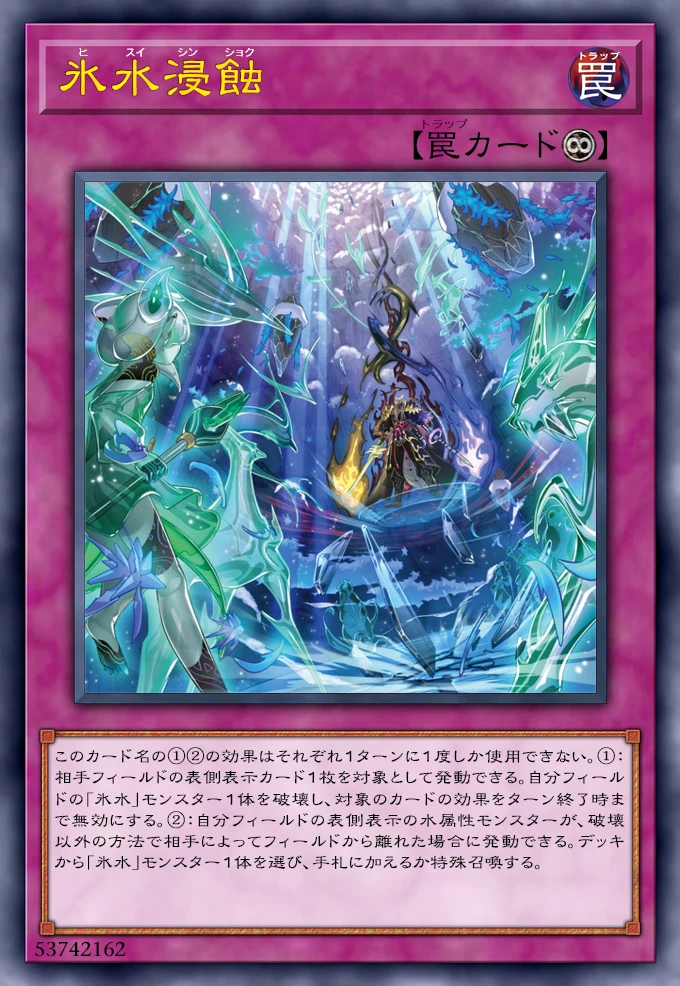 ヒ スイ シン ショク
氷水浸蝕
トラップ
罠
トラップ
【罠カード∞】
このカード名の①②の効果はそれぞれ1ターンに1度しか使用できない。①：
相手フィールドの表側表示カード1枚を対象として発動できる。自分フィール
ドの「氷水」モンスター1体を破壊し、対象のカードの効果をターン終了時ま
で無効にする。②：自分フィールドの表側表示の水属性モンスターが、破壊
以外の方法で相手によってフィールドから離れた場合に発動できる。デッキ
から「氷水」モンスター1体を選び、手札に加えるか特殊召喚する。
53742162